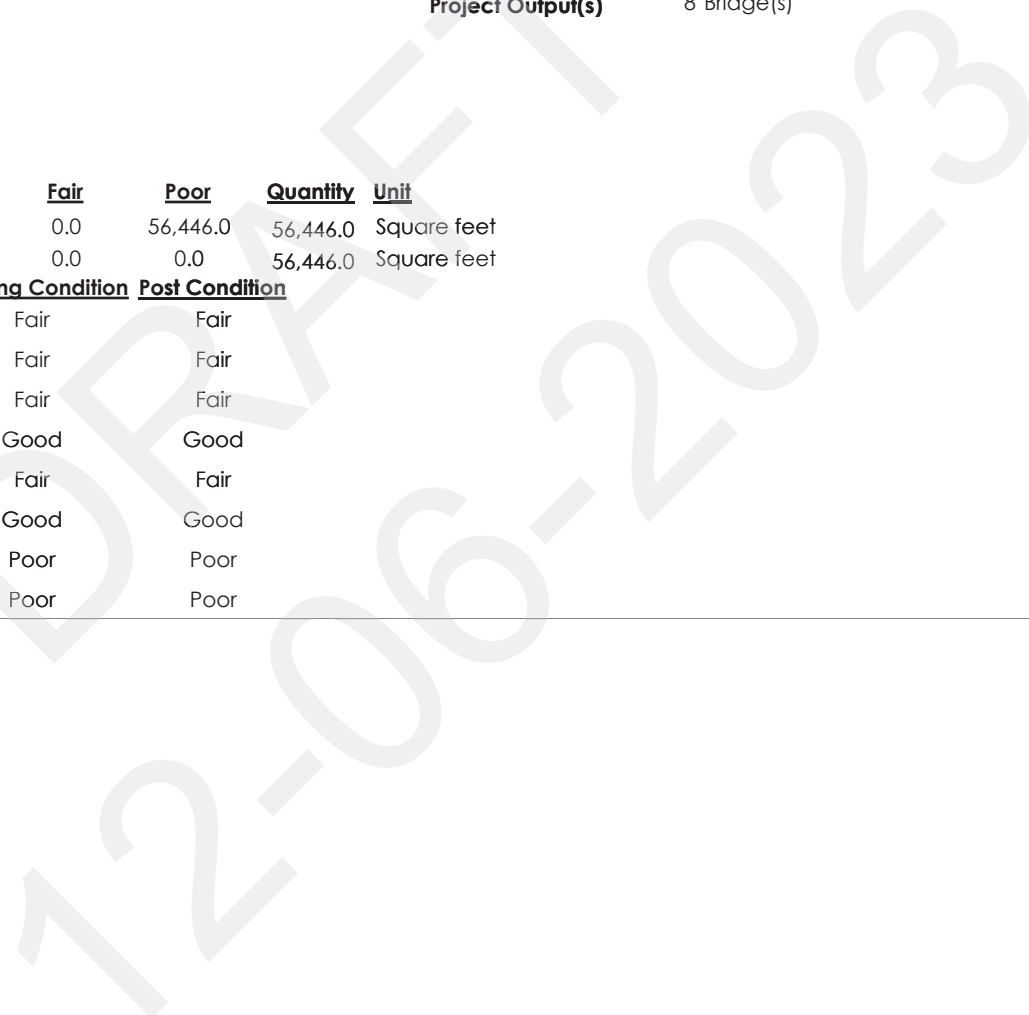 Project Output(s) 8 Bridge(s)
Fair Poor Quantity Unit
0.0 56,446.0 56,446.0 Square feet
0.0 0.0 56,446.0 Square feet
ng Condition Post Condition
Fair Fair
Fair Fair
Fair Fair
Good Good
Fair Fair
Good Good
Poor Poor
Poor Poor
DRAFT
12-06-2023